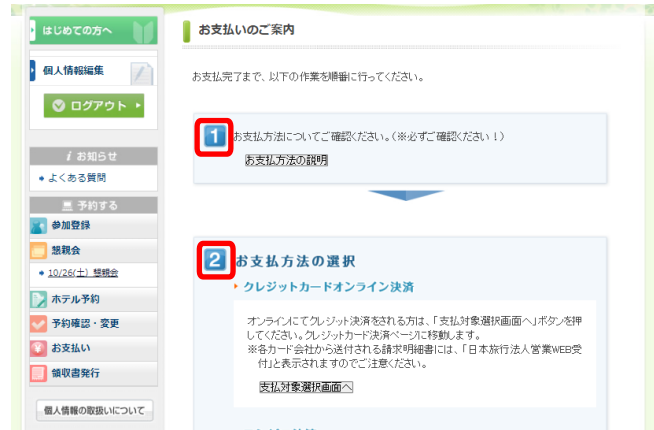 はじめての方へ
個人情報編集
ログアウト
i お知らせ
よくある質問
予約する
参加登録
懇親会
10/26(土) 懇親会
ホテル予約
予約確認・変更
お支払い
領収書発行
個人情報の取扱いについて
お支払いのご案内
お支払完了まで、以下の作業を順番に行ってください。
1
お支払方法についてご確認ください。(※必ずご確認ください！)
お支払方法の説明
2 お支払方法の選択
クレジットカードオンライン決済
オンラインにてクレジット決済をされる方は、「支払対象選択画面へ」ボタンを押
してください。クレジットカード決済ページに移動します。
※各カード会社から送付される請求明細書には、「日本旅行法人営業WEB受
付」と表示されますのでご注意ください。
支払対象選択画面へ